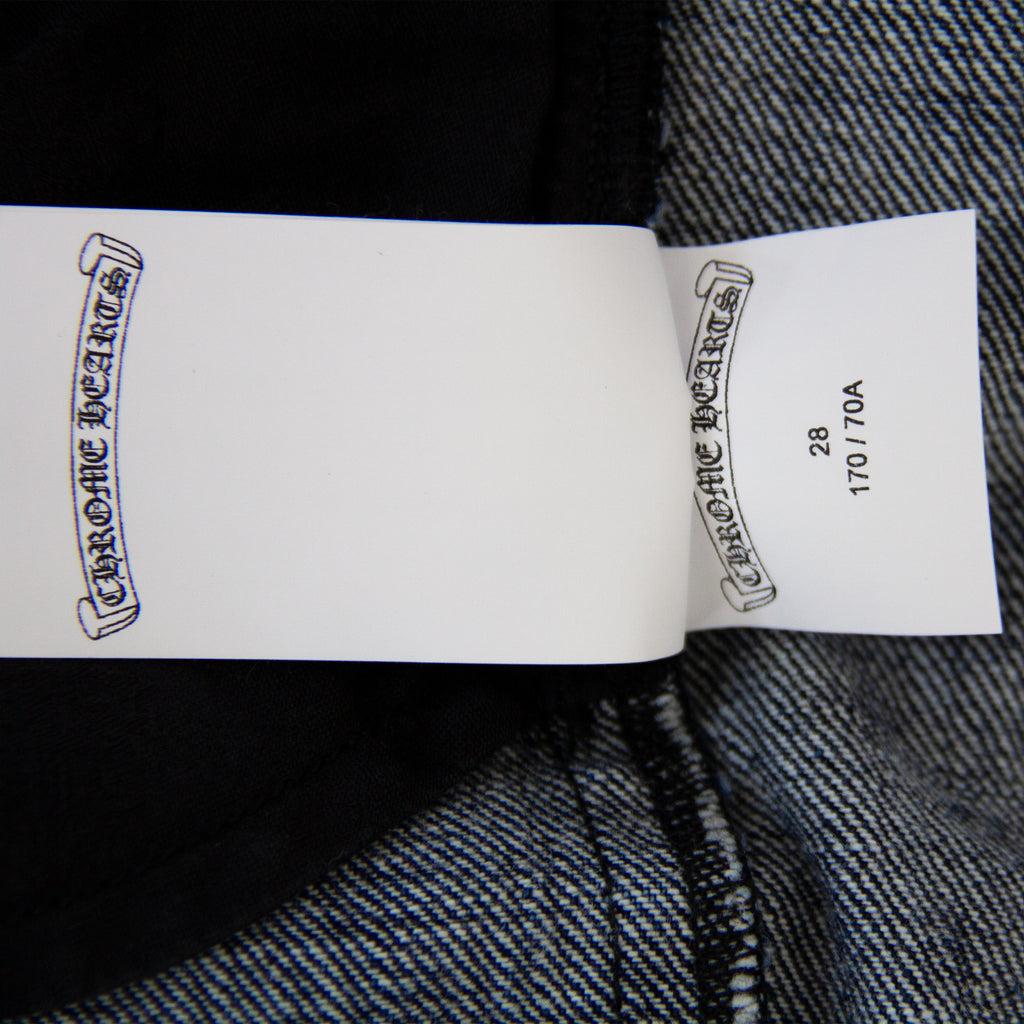 CHROME HEARTS
CHROME HEARTS
28
170 / 70A